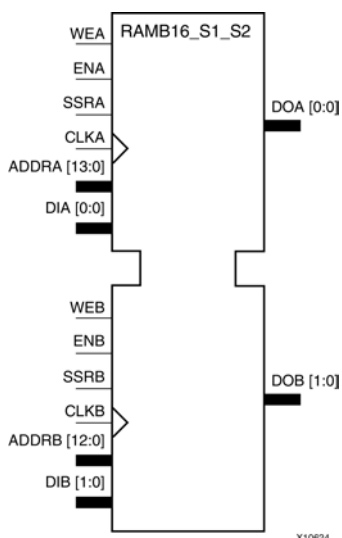 RAMB16_S1_S2
WEA
ENA
SSRA
CLKA
ADDRA [13:0]
DIA [0:0]
DOA [0:0]
WEB
ENB
SSRB
CLKB
ADDRB [12:0]
DIB [1:0]
DOB [1:0]